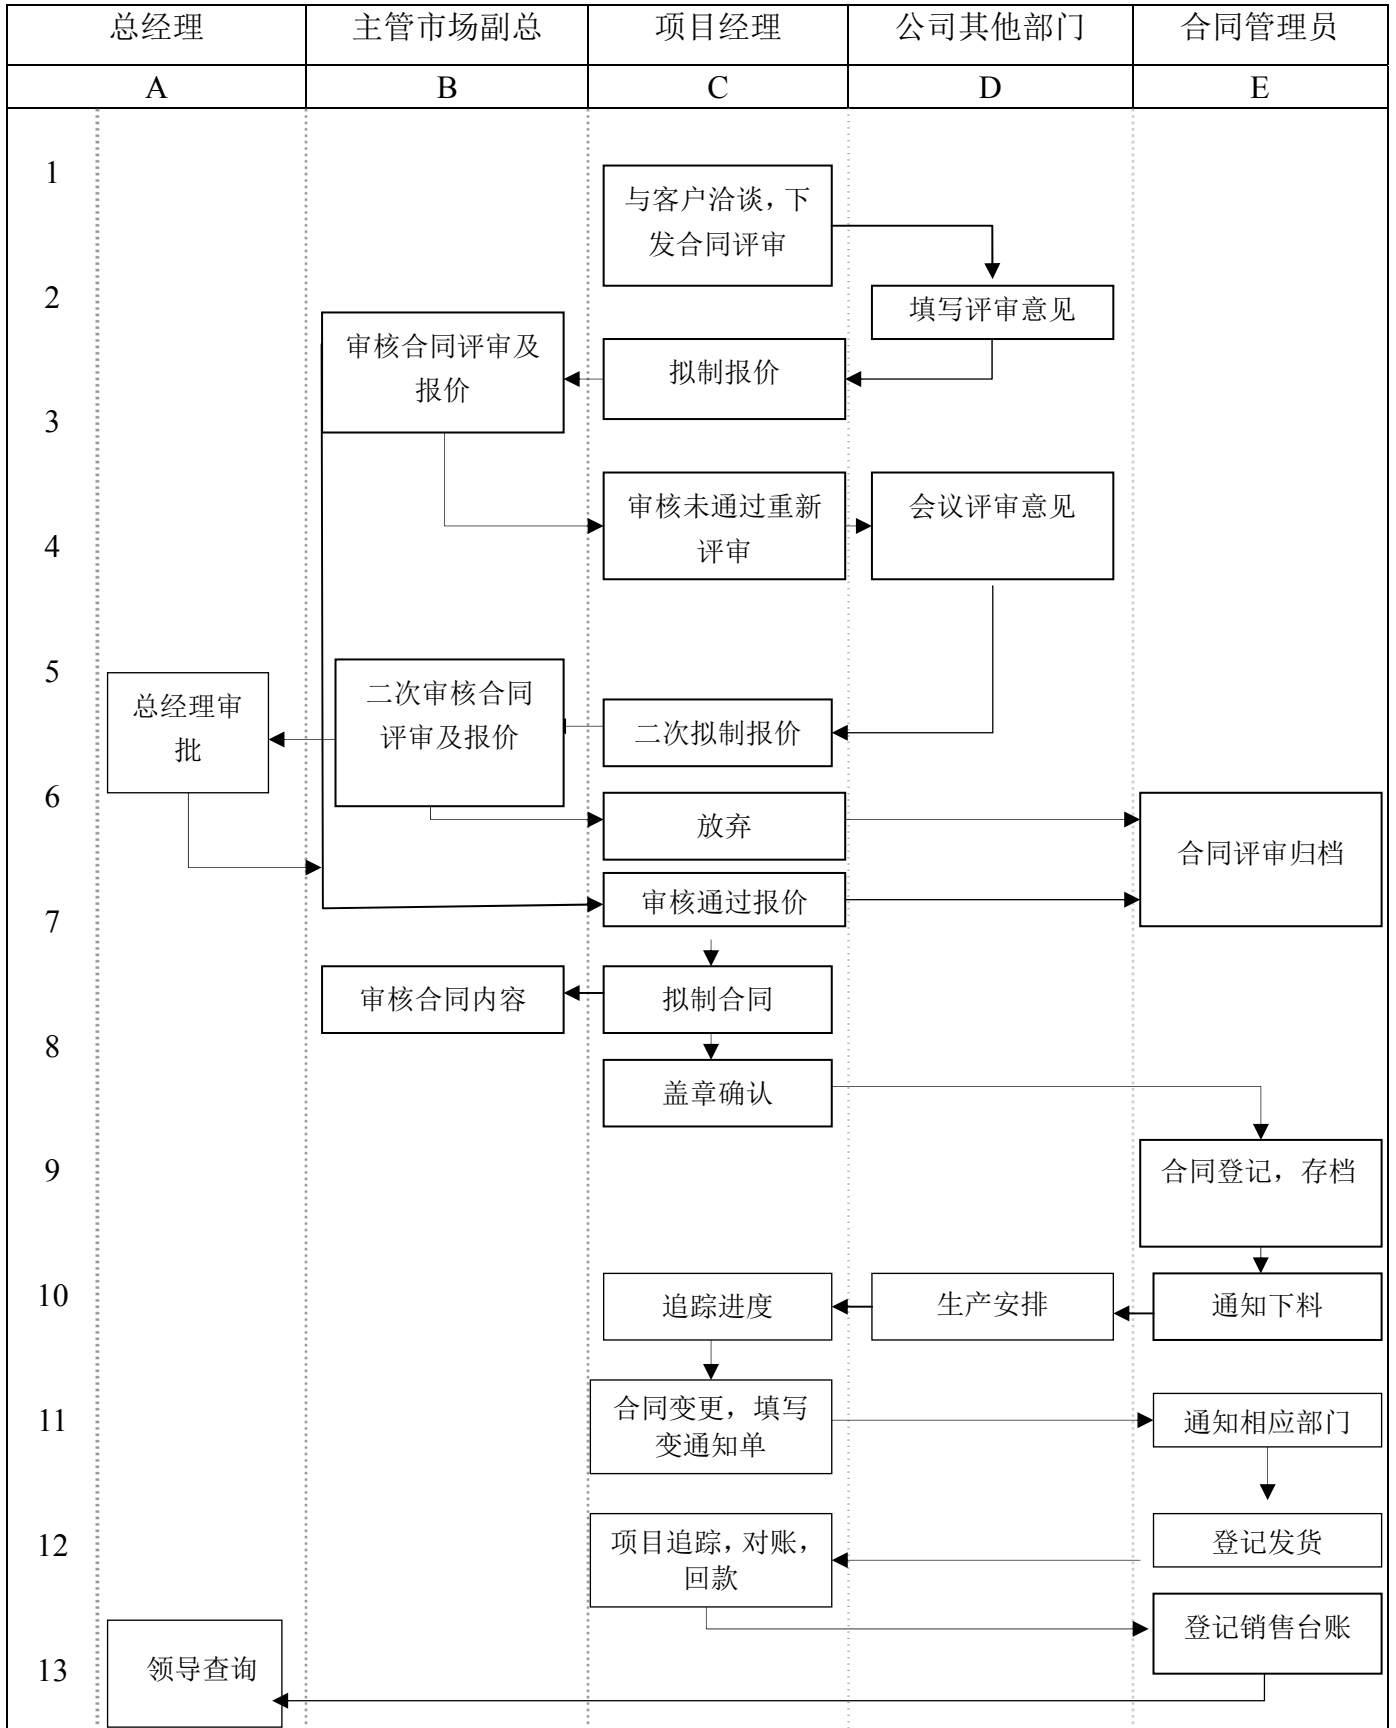 总经理
主管市场副总
项目经理
公司其他部门
合同管理员
A
B
C
D
E
1
与客户洽谈，下
发合同评审
2
填写评审意见
审核合同评审及
报价
拟制报价
3
审核未通过重新
评审
会议评审意见
4
5
总经理审
批
二次审核合同
评审及报价
二次拟制报价
6
放弃
合同评审归档
审核通过报价
7
审核合同内容
拟制合同
8
盖章确认
9
合同登记，存档
10
追踪进度
生产安排
通知下料
11
合同变更，填写
变通知单
通知相应部门
12
项目追踪，对账，
回款
登记发货
登记销售台账
13
领导查询